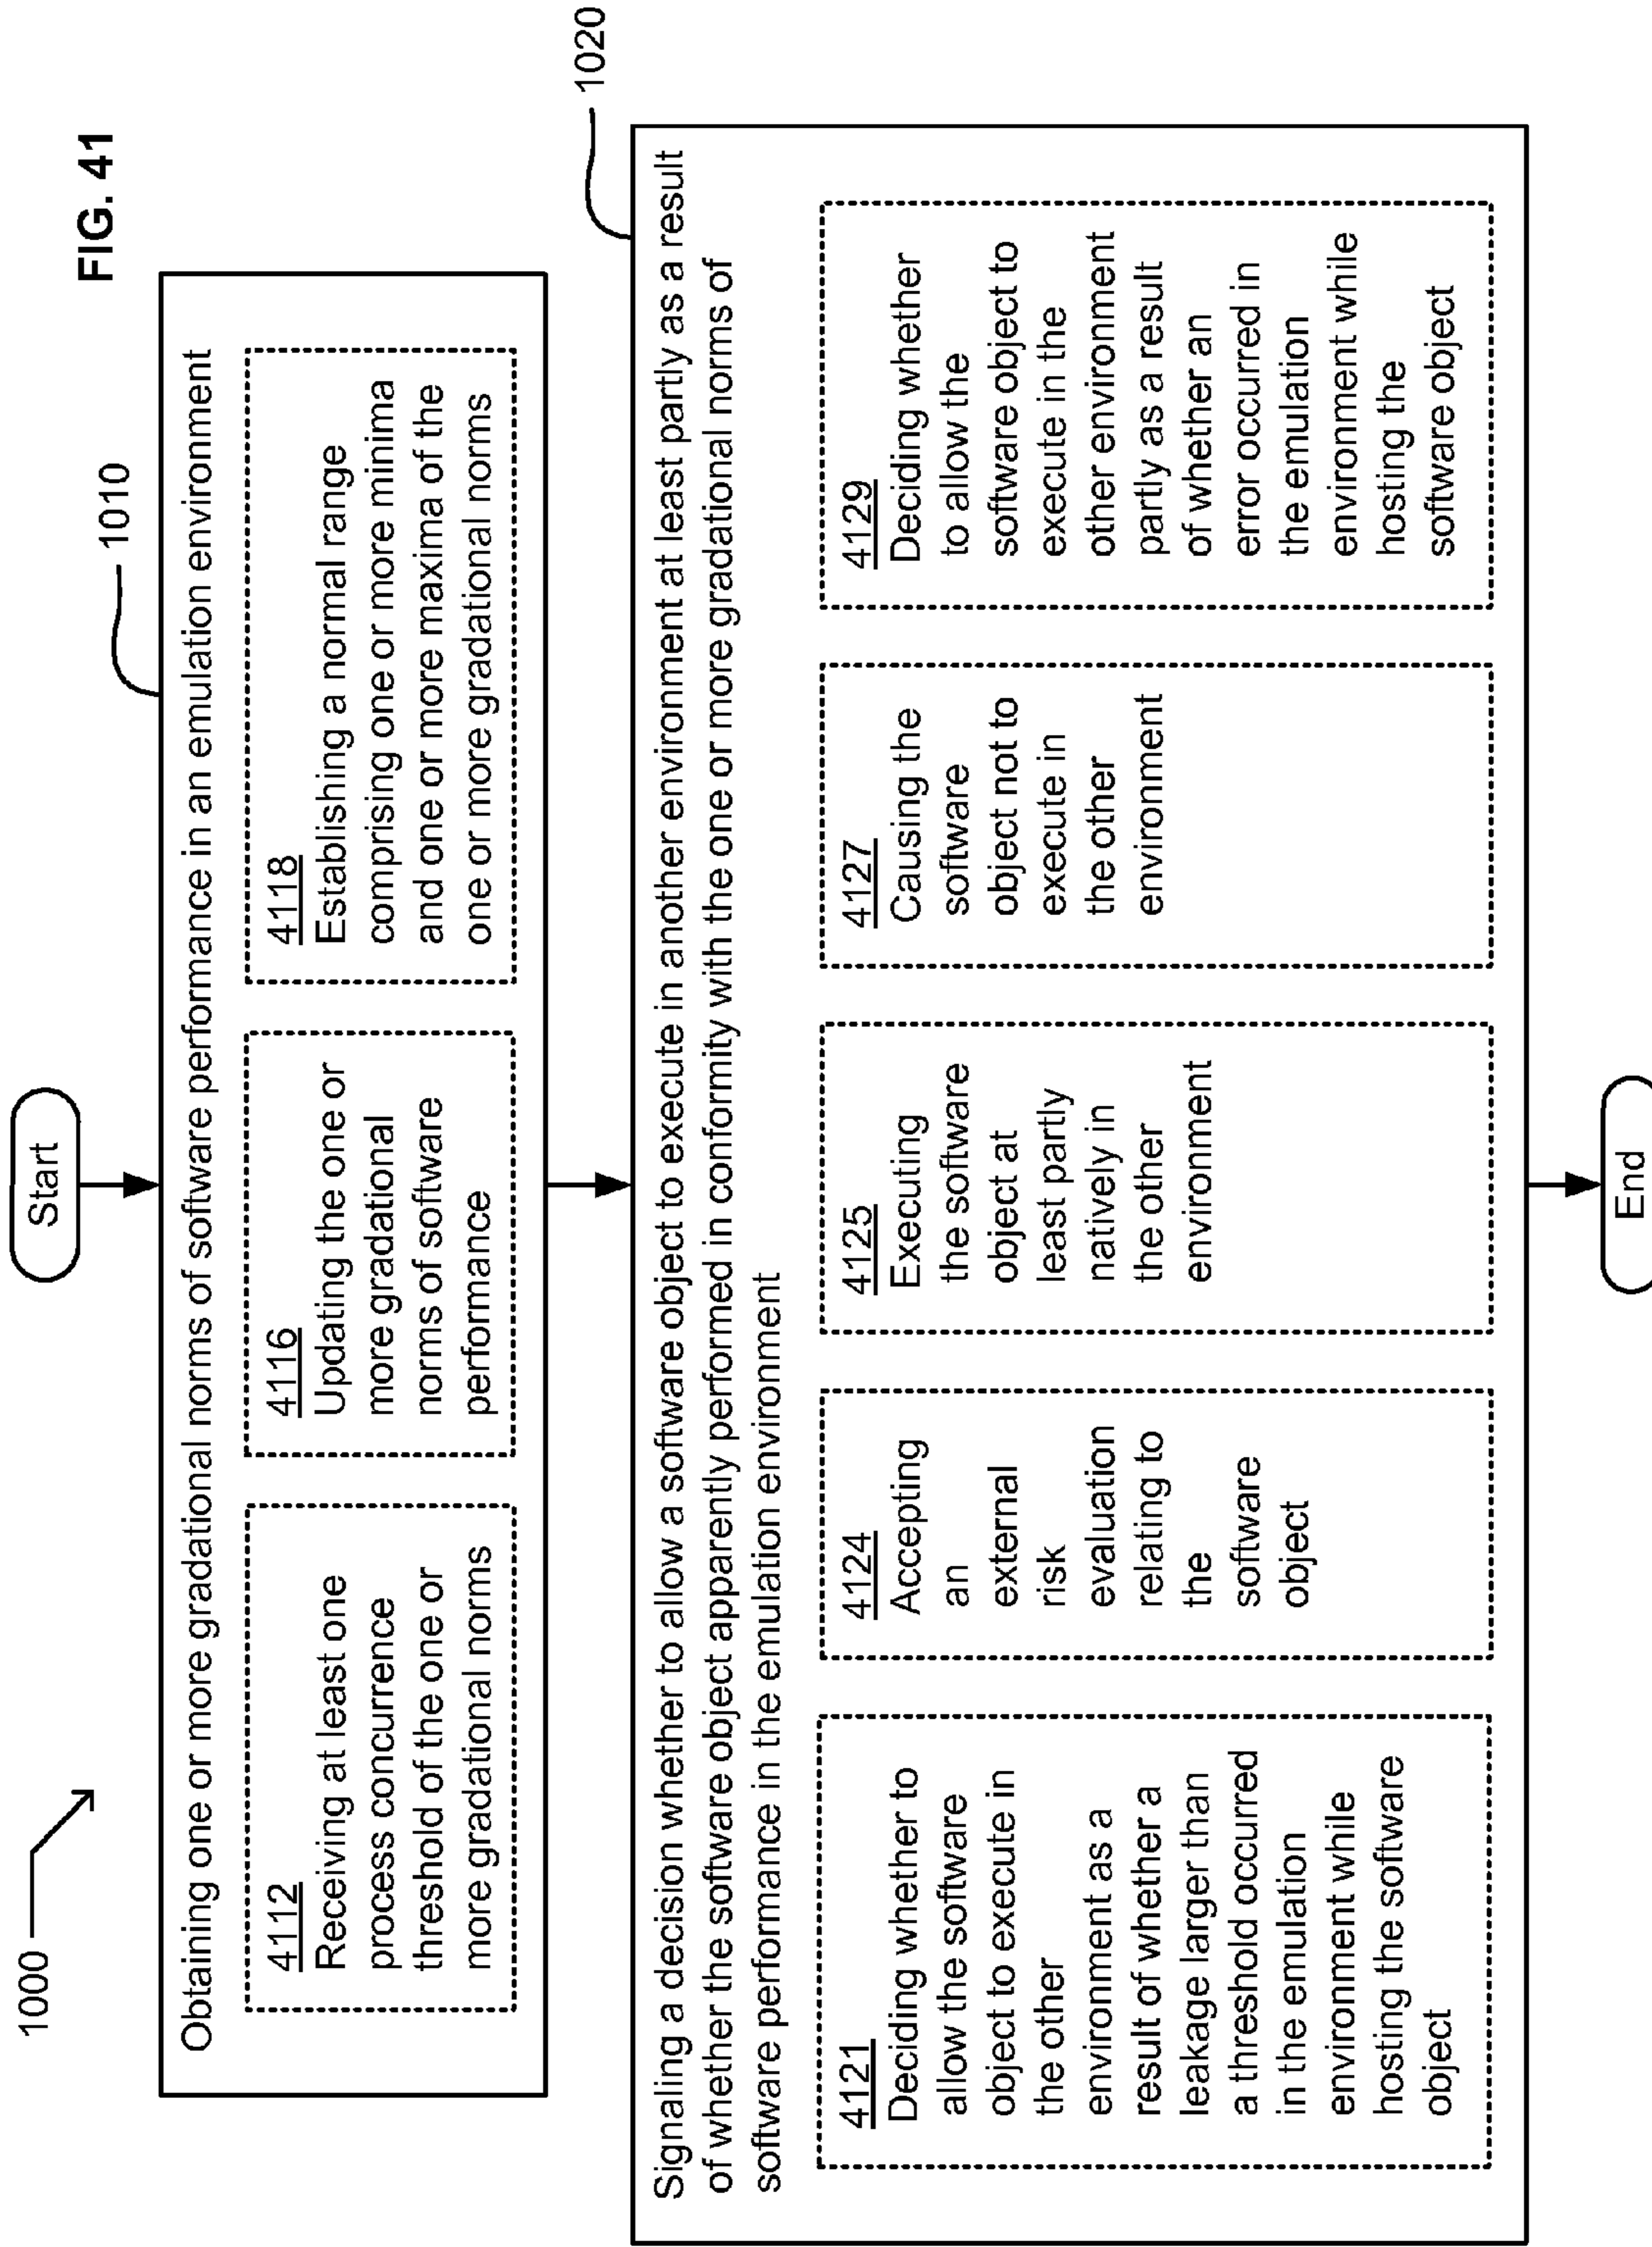 1000
FIG. 41
Start
1010
Obtaining one or more gradational norms of software performance in an emulation environment
4112
Receiving at least one
process concurrence
threshold of the one or
more gradational norms
4116
Updating the one or
more gradational
norms of software
performance
4118
Establishing a normal range
comprising one or more minima
and one or more maxima of the
one or more gradational norms
1020
Signaling a decision whether to allow a software object to execute in another environment at least partly as a result
of whether the software object apparently performed in conformity with the one or more gradational norms of
software performance in the emulation environment
4121
Deciding whether to
allow the software
object to execute in
the other
environment as a
result of whether a
leakage larger than
a threshold occurred
in the emulation
environment while
hosting the software
object
4124
Accepting
an
external
risk
evaluation
relating to
the
software
object
4125
Executing
the software
object at
least partly
natively in
the other
environment
4127
Causing the
software
object not to
execute in
the other
environment
4129
Deciding whether
to allow the
software object to
execute in the
other environment
partly as a result
of whether an
error occurred in
the emulation
environment while
hosting the
software object
End